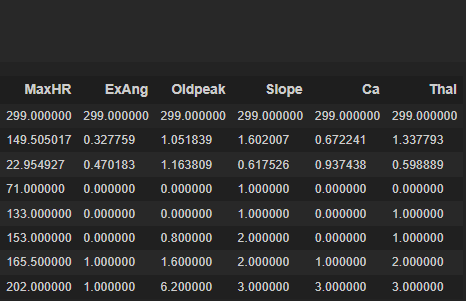 MaxHR ExAng Oldpeak Slope Ca Thal
299.000000 299.000000 299.000000 299.000000 299.000000 299.000000
149.505017 0.327759 1.051839 1.602007 0.672241 1.337793
22.954927 0.470183 1.163809 0.617526 0.937438 0.598889
71.000000 0.000000 0.000000 1.000000 0.000000 0.000000
133.000000 0.000000 0.000000 1.000000 0.000000 1.000000
153.000000 0.000000 0.800000 2.000000 0.000000 1.000000
165.500000 1.000000 1.600000 2.000000 1.000000 2.000000
202.000000 1.000000 6.200000 3.000000 3.000000 3.000000